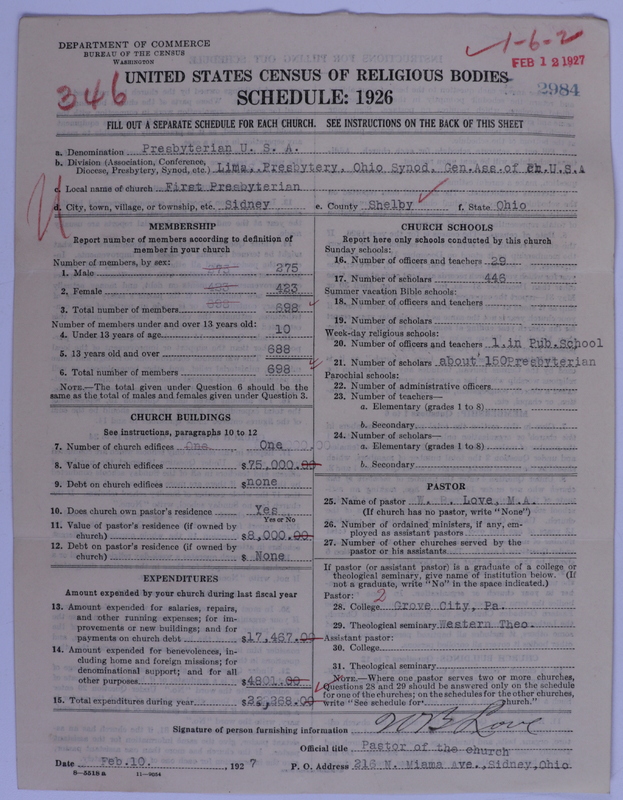 DEPARTMENT OF COMMERCE
BUREAU OF THE CENSUS
WASHINGTON
1-6-2
FEB 12 1927
346
UNITED STATES CENSUS OF RELIGIOUS BODIES
SCHEDULE: 1926
2984
FILL OUT A SEPARATE SCHEDULE FOR EACH CHURCH. SEE INSTRUCTIONS ON THE BACK OF THIS SHEET
a. Denomination Presbyterian U. S. A.
b. Division (Association, Conference,
Diocese, Presbytery, Synod, etc.) Lima, Presbytery, Ohio Synod, Gen.Ass.of Ch.U.S.A
c. Local name of church First Presbyterian
d. City, town, village, or township, etc. Sidney e. County Shelby f. State Ohio
MEMBERSHIP
Report number of members according to definition of
member in your church
Number of members, by sex:
1. Male 275 275
2. Female 423 423
3. Total number of members 698 698
Number of members under and over 13 years old:
4. Under 13 years of age 10
5. 13 years old and over 688
6. Total number of members 698
NOTE.—The total given under Question 6 should be the
same as the total of males and females given under Question 3.
CHURCH BUILDINGS
See instructions, paragraphs 10 to 12
7. Number of church edifices One One
8. Value of church edifices $75,000.00
9. Debt on church edifices $none
10. Does church own pastor's residence Yes
Yes or No
11. Value of pastor's residence (if owned by
church) $8,000.00
12. Debt on pastor's residence (if owned by
church) $ None
EXPENDITURES
Amount expended by your church during last fiscal year
13. Amount expended for salaries, repairs,
and other running expenses; for im-
provements or new buildings; and for
payments on church debt $17,467.00
14. Amount expended for benevolences, in-
cluding home and foreign missions; for
denominational support; and for all
other purposes $4801.00
15. Total expenditures during year $22,268.00
CHURCH SCHOOLS
Report here only schools conducted by this church
Sunday schools:
16. Number of officers and teachers 29
17. Number of scholars 446
Summer vacation Bible schools:
18. Number of officers and teachers
19. Number of scholars
Week-day religious schools:
20. Number of officers and teachers 1,in Pub.School
21. Number of scholars about 150Presbyterian
Parochial schools:
22. Number of administrative officers
23. Number of teachers—
a. Elementary (grades 1 to 8)
b. Secondary
24. Number of scholars—
a. Elementary (grades 1 to 8)
b. Secondary
PASTOR
25. Name of pastor W. B. Love, M.A.
(If church has no pastor, write "None")
26. Number of ordained ministers, if any, em-
ployed as assistant pastors
27. Number of other churches served by the
pastor or his assistants
If pastor (or assistant pastor) is a graduate of a college or
theological seminary, give name of institution below. (If
not a graduate, write "No" in the space indicated.)
Pastor: 2
28. College Grove City, Pa.
29. Theological seminary Western Theo.
Assistant pastor:
30. College
31. Theological seminary
NOTE.—Where one pastor serves two or more churches,
Questions 28 and 29 should be answered only on the schedule
for one of the churches; on the schedules for the other churches,
write "See schedule for church."
Signature of person furnishing information W B Love
Official title Pastor of the church
Date Feb.10. , 1927 P. O. Address 216 N. Miama Ave.,Sidney,Ohio
8—5518a 11—9084